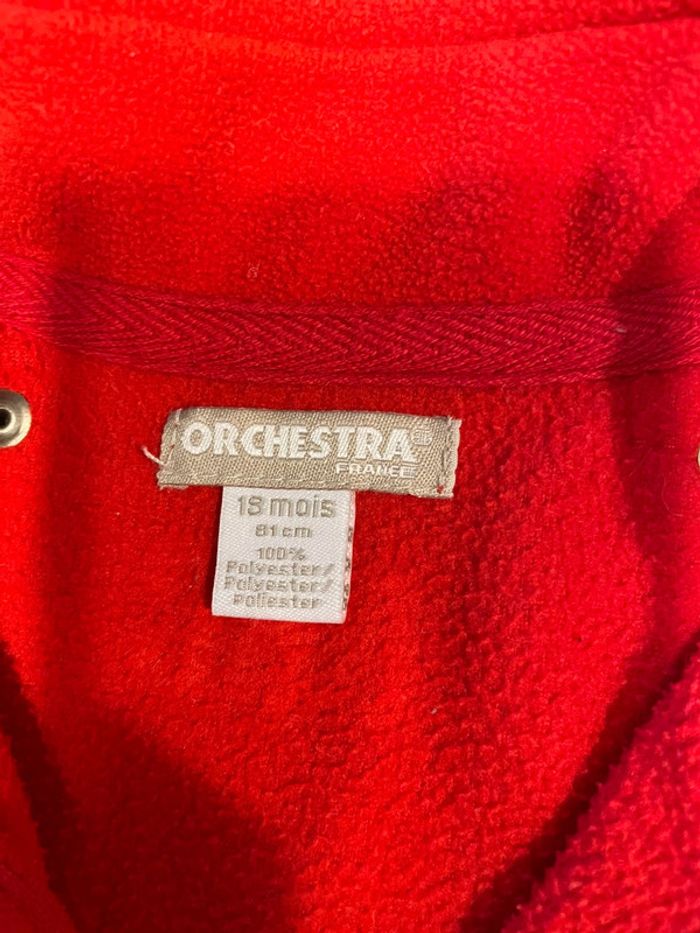 ORCHESTRA
FRANCE
18 mois
81 cm
100%
Polyester/
Polyester/
Poliester